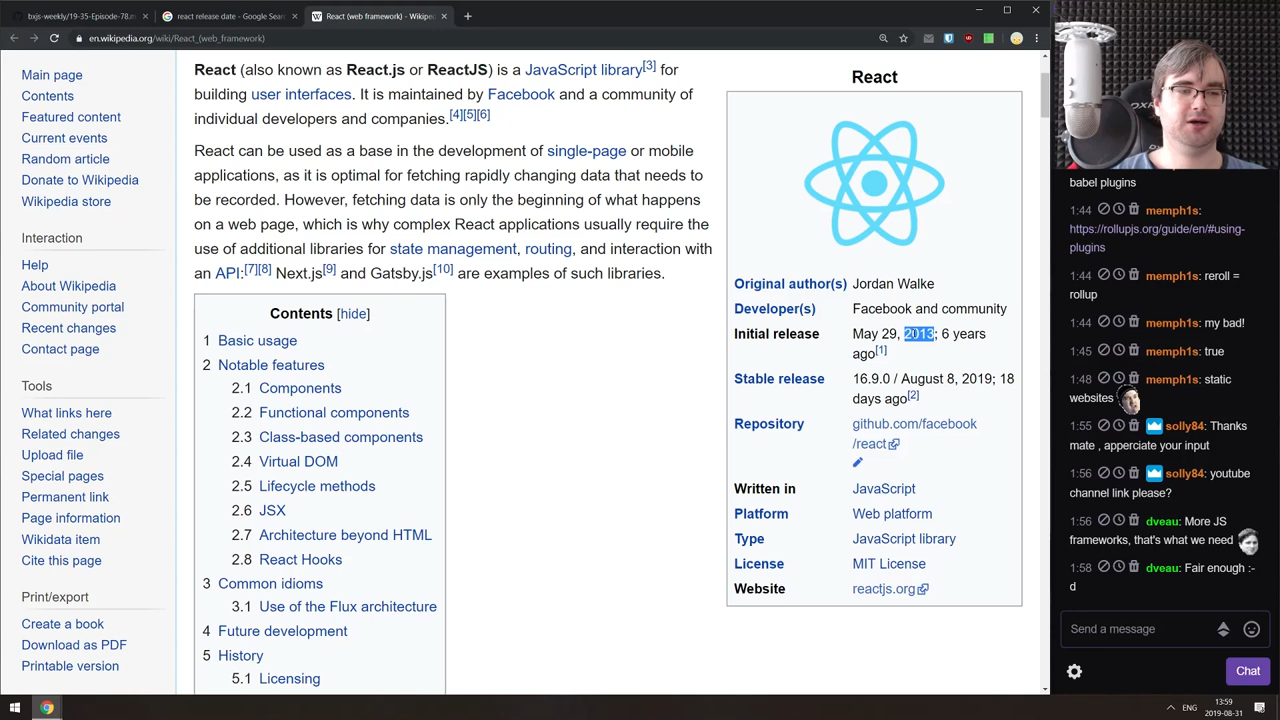 bxjs-weekly/19-35-Episode-78.m
react release date - Google Sear
React (web framework) - Wikiped
en.wikipedia.org/wiki/React_(web_framework)
Main page
Contents
Featured content
Current events
Random article
Donate to Wikipedia
Wikipedia store
Interaction
Help
About Wikipedia
Community portal
Recent changes
Contact page
Tools
What links here
Related changes
Upload file
Special pages
Permanent link
Page information
Wikidata item
Cite this page
Print/export
Create a book
Download as PDF
Printable version
React (also known as React.js or ReactJS) is a JavaScript library[3] for
building user interfaces. It is maintained by Facebook and a community of
individual developers and companies.[4][5][6]
React can be used as a base in the development of single-page or mobile
applications, as it is optimal for fetching rapidly changing data that needs to
be recorded. However, fetching data is only the beginning of what happens
on a web page, which is why complex React applications usually require the
use of additional libraries for state management, routing, and interaction with
an API:[7][8] Next.js[9] and Gatsby.js[10] are examples of such libraries.
Contents [hide]
1 Basic usage
2 Notable features
2.1 Components
2.2 Functional components
2.3 Class-based components
2.4 Virtual DOM
2.5 Lifecycle methods
2.6 JSX
2.7 Architecture beyond HTML
2.8 React Hooks
3 Common idioms
3.1 Use of the Flux architecture
4 Future development
5 History
5.1 Licensing
React
Original author(s) Jordan Walke
Developer(s) Facebook and community
Initial release May 29, 2013; 6 years
ago[1]
Stable release 16.9.0 / August 8, 2019; 18
days ago[2]
Repository github.com/facebook
/react
Written in JavaScript
Platform Web platform
Type JavaScript library
License MIT License
Website reactjs.org
babel plugins
1:44 memph1s:
https://rollupjs.org/guide/en/#using-
plugins
1:44 memph1s: reroll =
rollup
1:44 memph1s: my bad!
1:45 memph1s: true
1:48 memph1s: static
websites
1:55 solly84: Thanks
mate , apperciate your input
1:56 solly84: youtube
channel link please?
1:56 dveau: More JS
frameworks, that's what we need
1:58 dveau: Fair enough :-
d
Send a message
Chat
ENG
13:59
2019-08-31